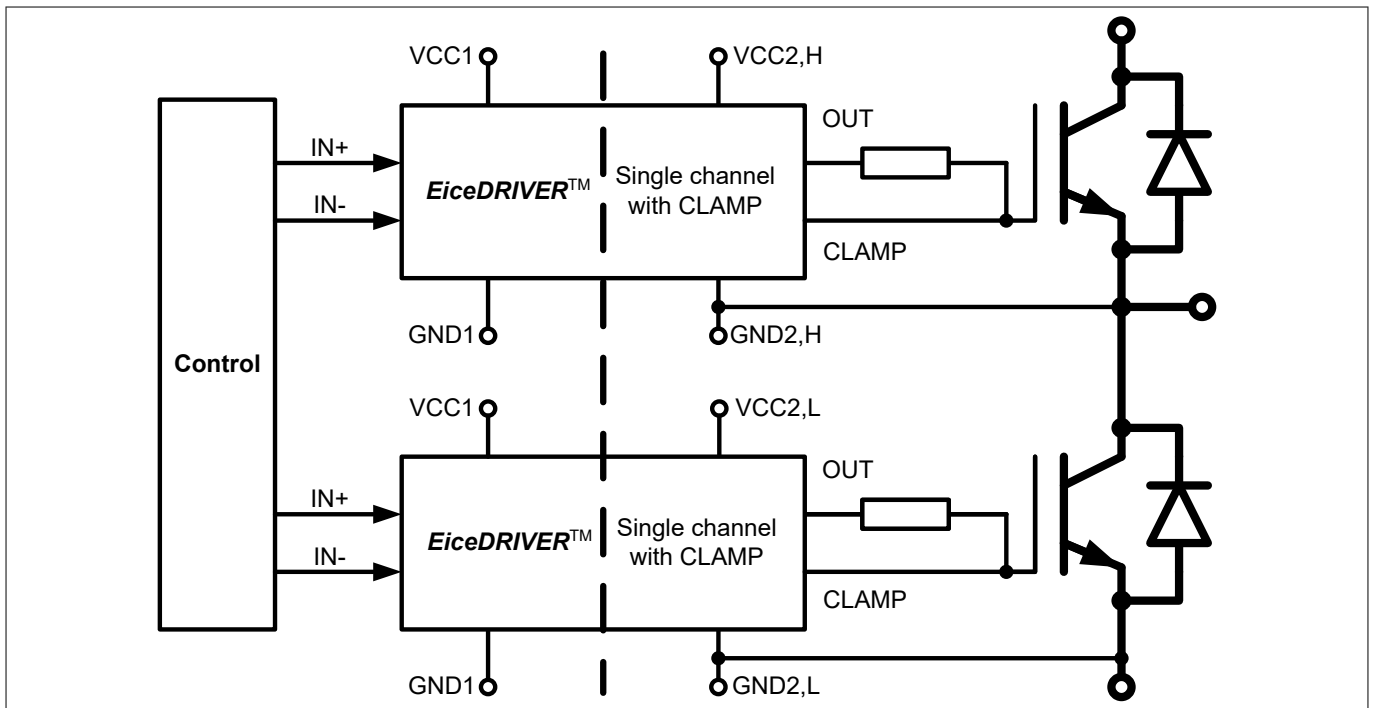 VCC1
VCC2,H
OUT
IN+
IN-
EiceDRIVER™
Single channel
with CLAMP
CLAMP
GND1
GND2,H
Control
VCC1
VCC2,L
OUT
IN+
IN-
EiceDRIVER™
Single channel
with CLAMP
CLAMP
GND1
GND2,L